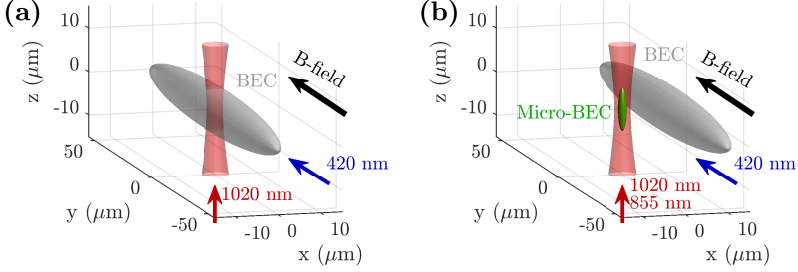 (a)
10
0
-10
z (μm)
50
0
-50
y (μm)
-10
0
10
x (μm)
BEC
B-field
420 nm
1020 nm
(b)
10
0
-10
z (μm)
50
0
-50
y (μm)
-10
0
10
x (μm)
BEC
B-field
Micro-BEC
420 nm
1020 nm
855 nm